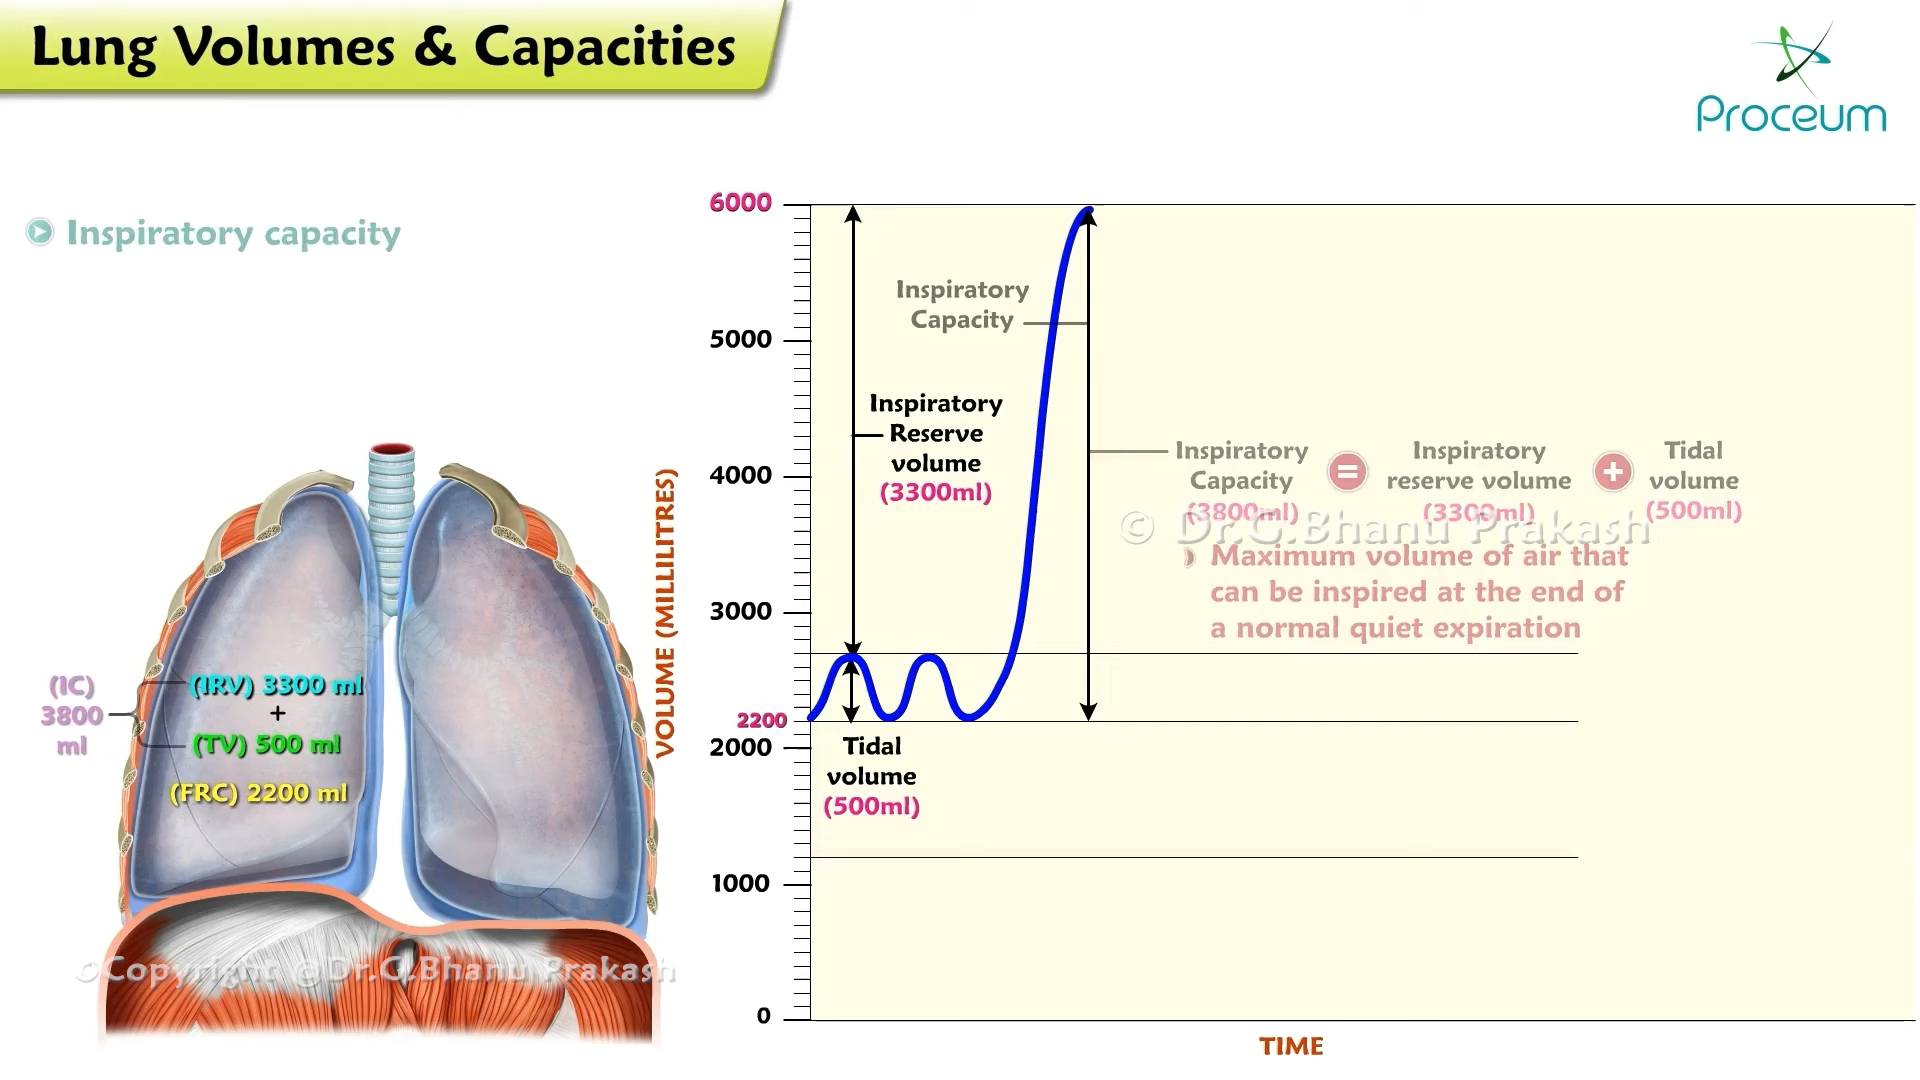 Lung Volumes & Capacities
Proceum
Inspiratory capacity
6000
5000
4000
3000
2200
2000
1000
0
VOLUME (MILLILITRES)
TIME
Inspiratory
Capacity
Inspiratory
Reserve
volume
(3300ml)
Tidal
volume
(500ml)
Inspiratory
Capacity
(3800ml)
=
Inspiratory
reserve volume
(3300ml)
+
Tidal
volume
(500ml)
© Dr.G.Bhanu Prakash
Maximum volume of air that
can be inspired at the end of
a normal quiet expiration
(IC)
3800
ml
(IRV) 3300 ml
+
(TV) 500 ml
(FRC) 2200 ml
©Copyright @Dr.G.Bhanu Prakash